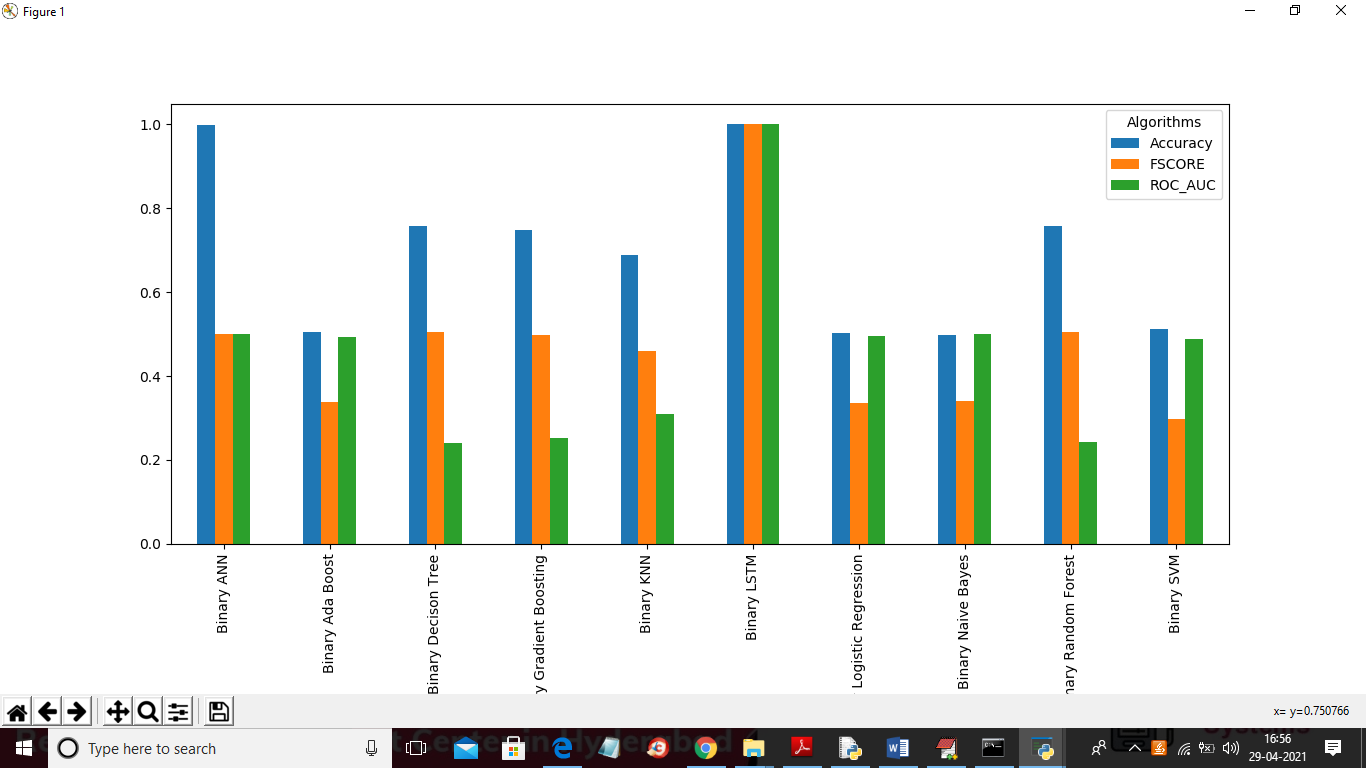 Figure 1
1.0
0.8
0.6
0.4
0.2
0.0
Algorithms
Accuracy
FSCORE
ROC_AUC
Binary ANN
Binary Ada Boost
Binary Decison Tree
y Gradient Boosting
Binary KNN
Binary LSTM
Logistic Regression
Binary Naive Bayes
nary Random Forest
Binary SVM
x= y=0.750766
Type here to search
16:56
29-04-2021